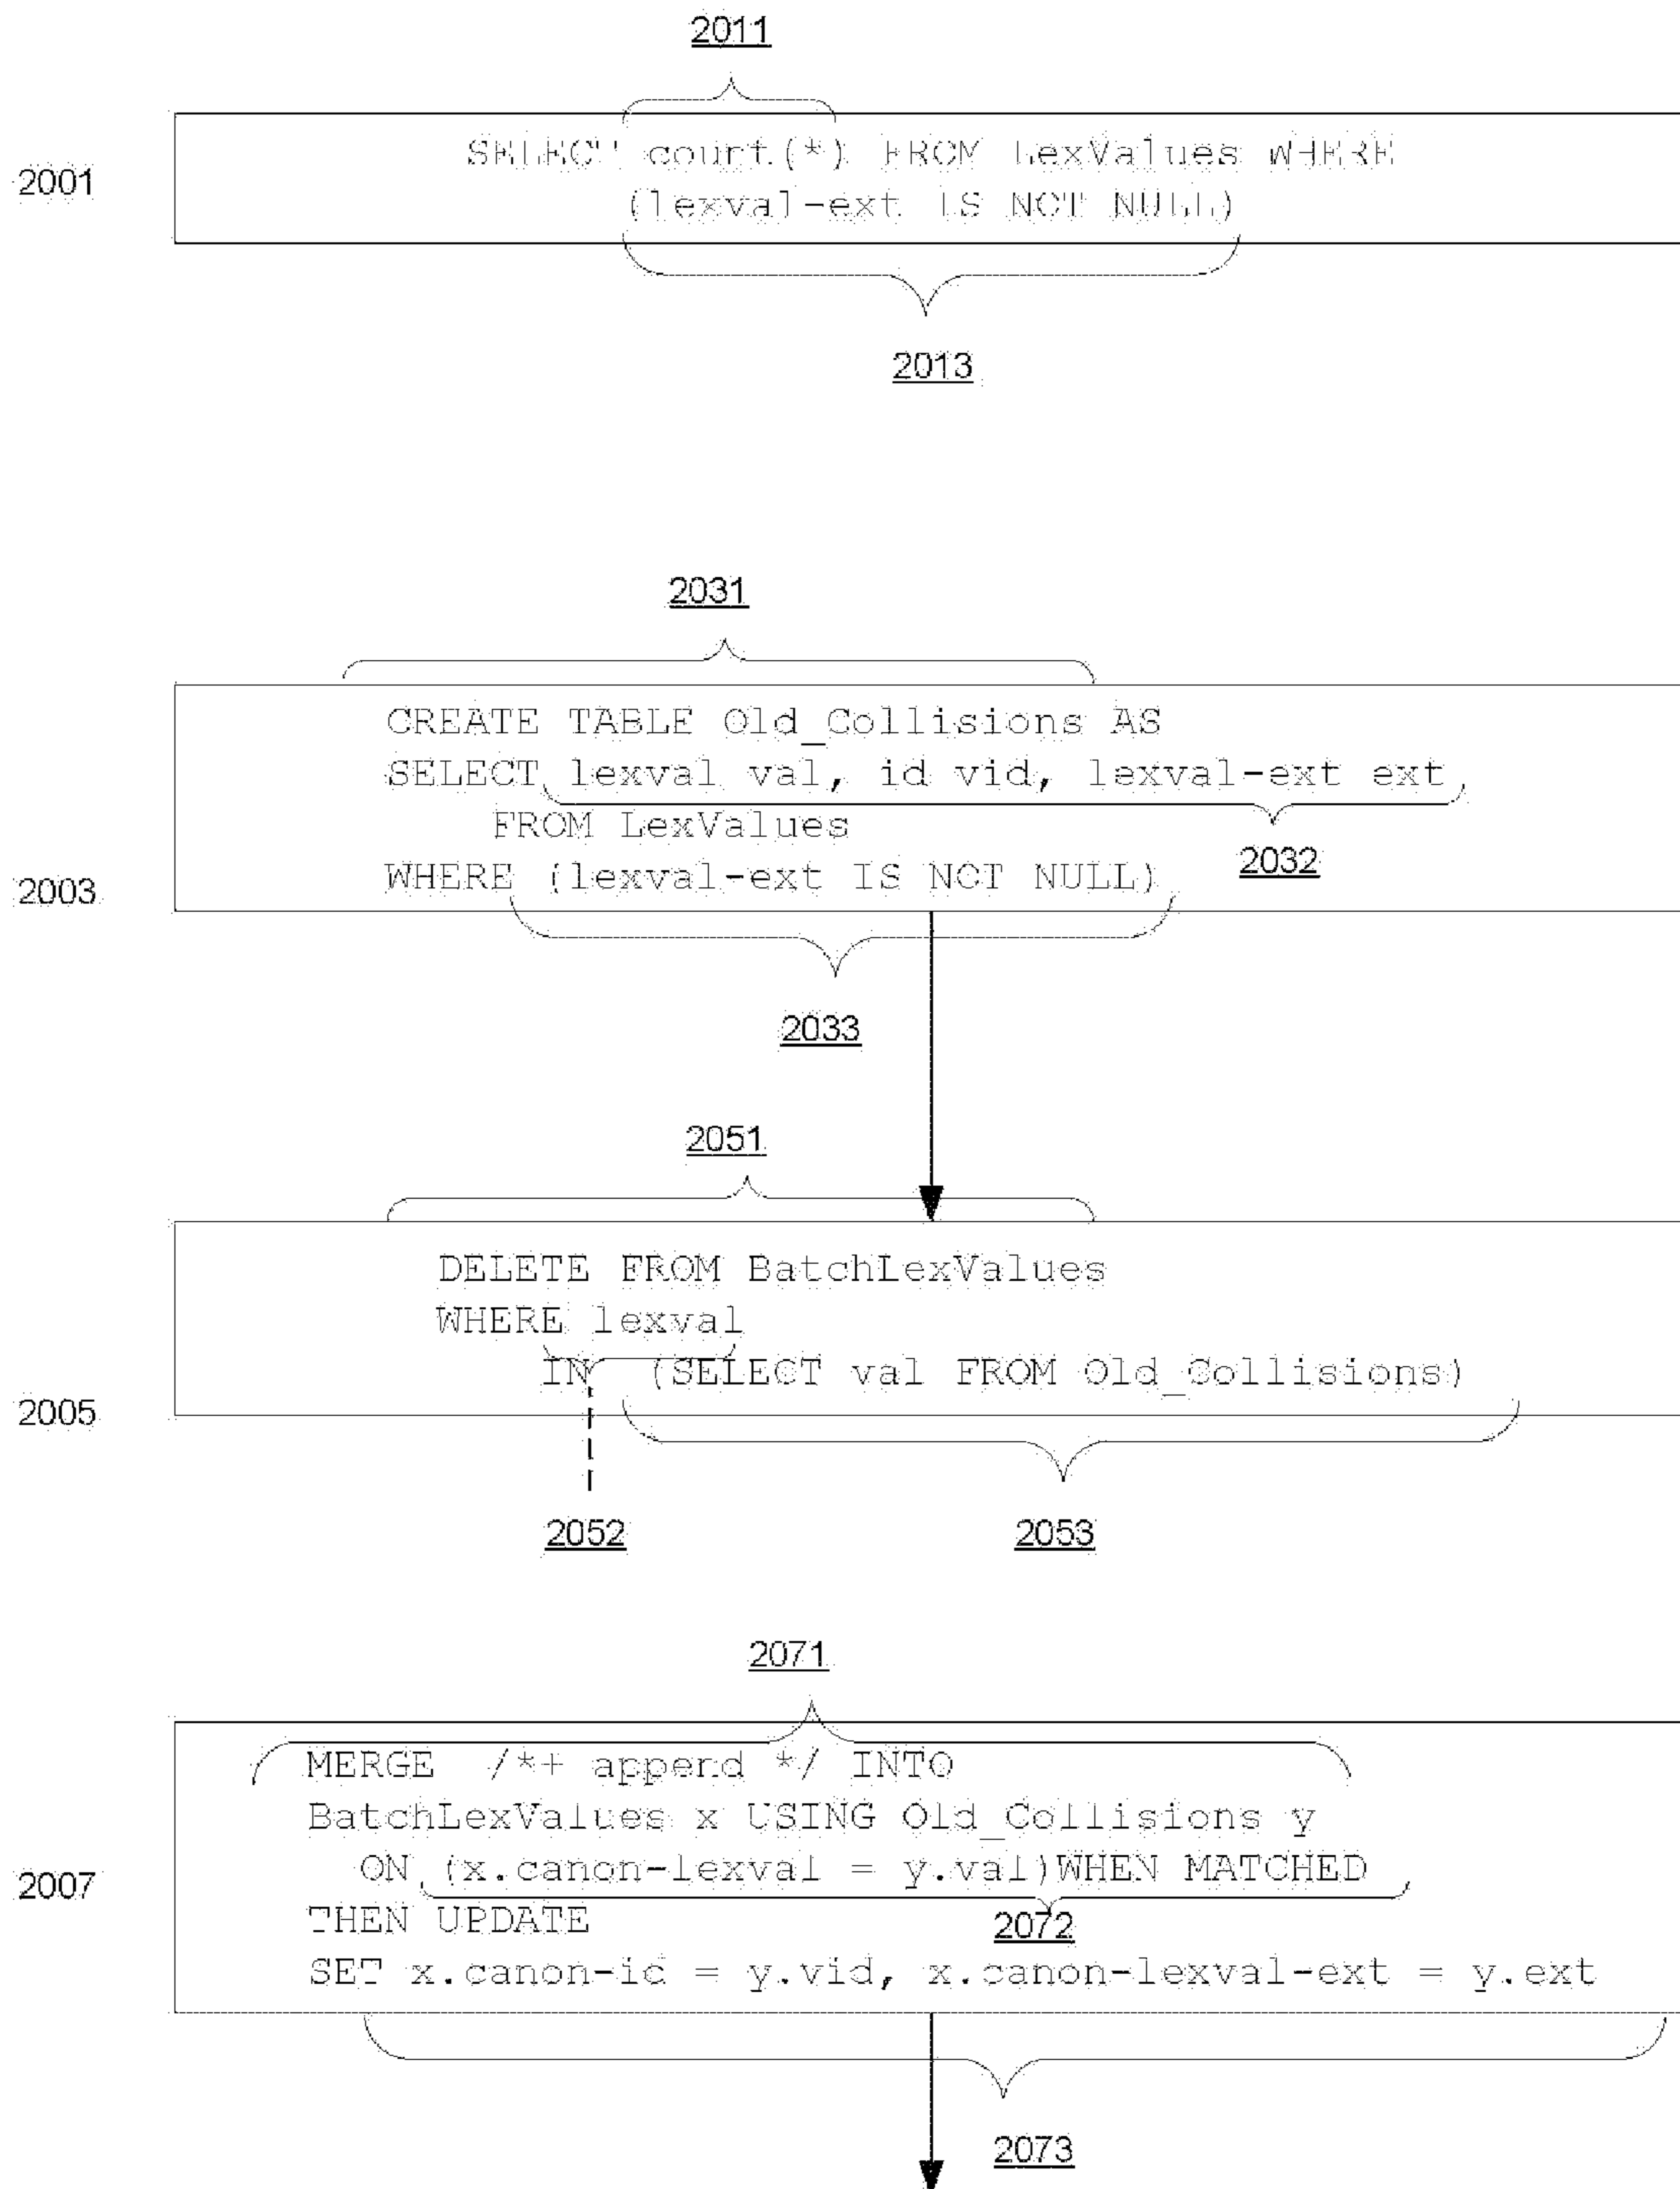 2011
2001
SELECT count(*) FROM LexValues WHERE
(lexval-ext IS NOT NULL)
2013
2031
CREATE TABLE Old_Collisions AS
SELECT lexval val, id vid, lexval-ext ext
FROM LexValues
2032
2003
WHERE (lexval-ext IS NOT NULL)
2033
2051
DELETE FROM BatchLexValues
WHERE lexval
IN (SELECT val FROM Old_Collisions)
2005
2052
2053
2071
MERGE /*+ append */ INTO
BatchLexValues x USING Old_Collisions y
2007
ON (x.canon-lexval = y.val)WHEN MATCHED
THEN UPDATE
2072
SET x.canon-id = y.vid, x.canon-lexval-ext = y.ext
2073